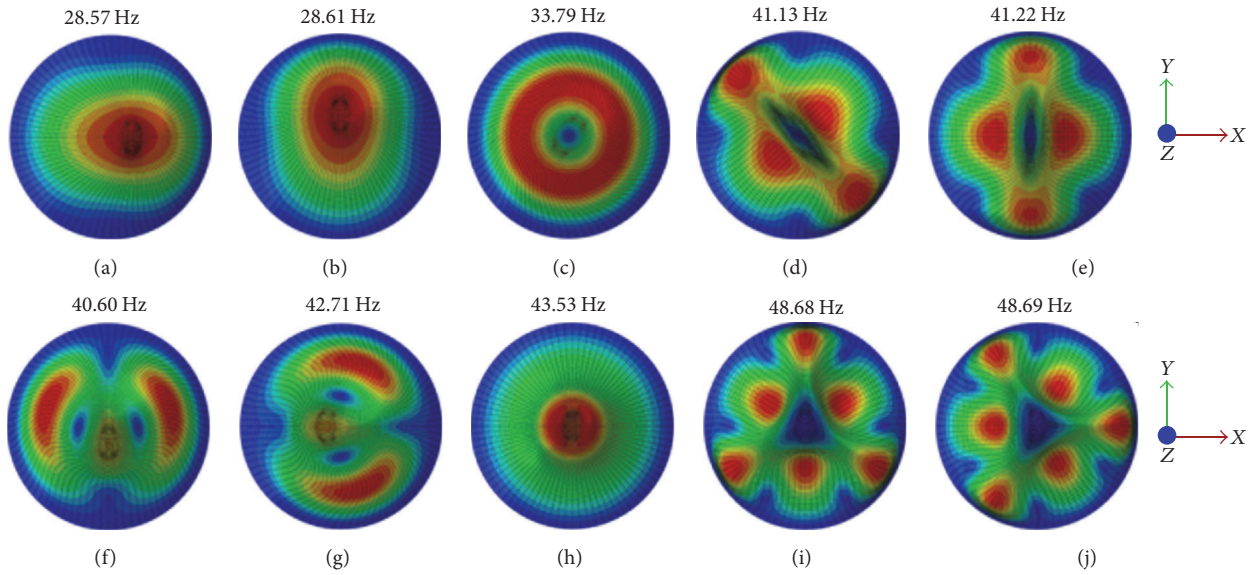 28.57 Hz 28.61 Hz 33.79 Hz 41.13 Hz 41.22 Hz
Y
X
Z
(a) (b) (c) (d) (e)
40.60 Hz 42.71 Hz 43.53 Hz 48.68 Hz 48.69 Hz
Y
X
Z
(f) (g) (h) (i) (j)